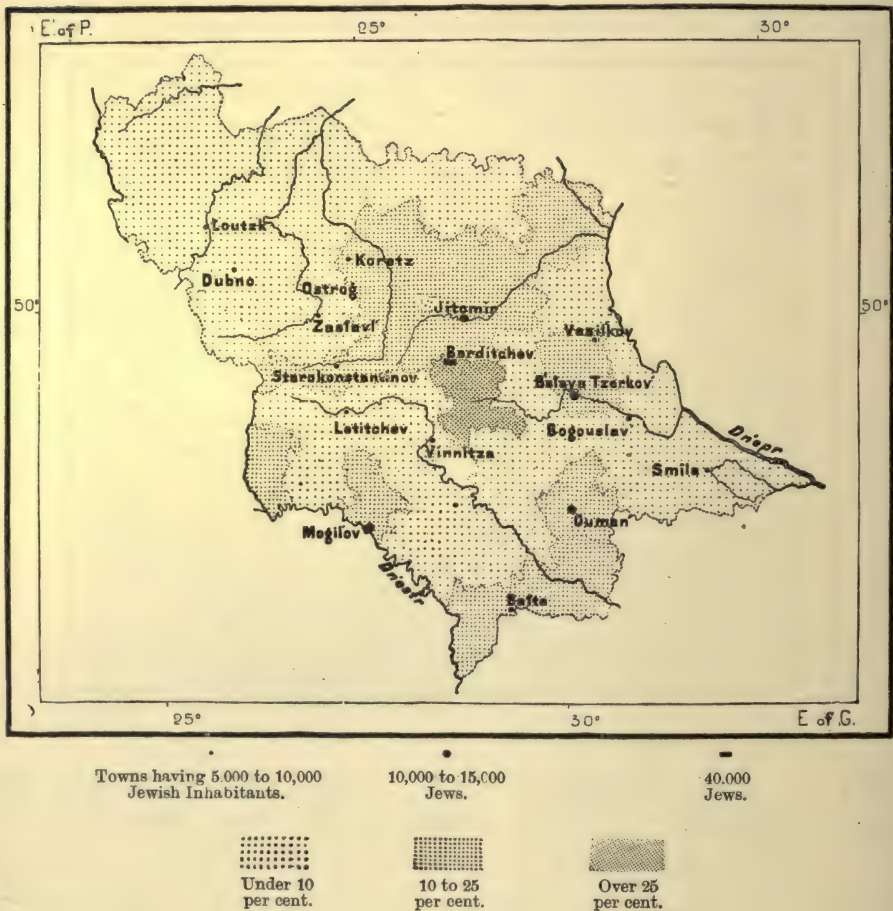 E. of P.
25°
30°
Loutzk
Koretz
Dubno
Ostrog
50°
50°
Jitomir
Zaslavl
Vasilkov
Berditchev
Starokonstantinov
Belaya Tzerkov
Letitchev
Bogouslav
Dniepr
Vinnitza
Smila
Ouman
Mogilov
Dniestr
Balta
25°
30°
E. of G.
Towns having 5.000 to 10,000
Jewish Inhabitants.
10,000 to 15,000
Jews.
40.000
Jews.
Under 10
per cent.
10 to 25
per cent.
Over 25
per cent.